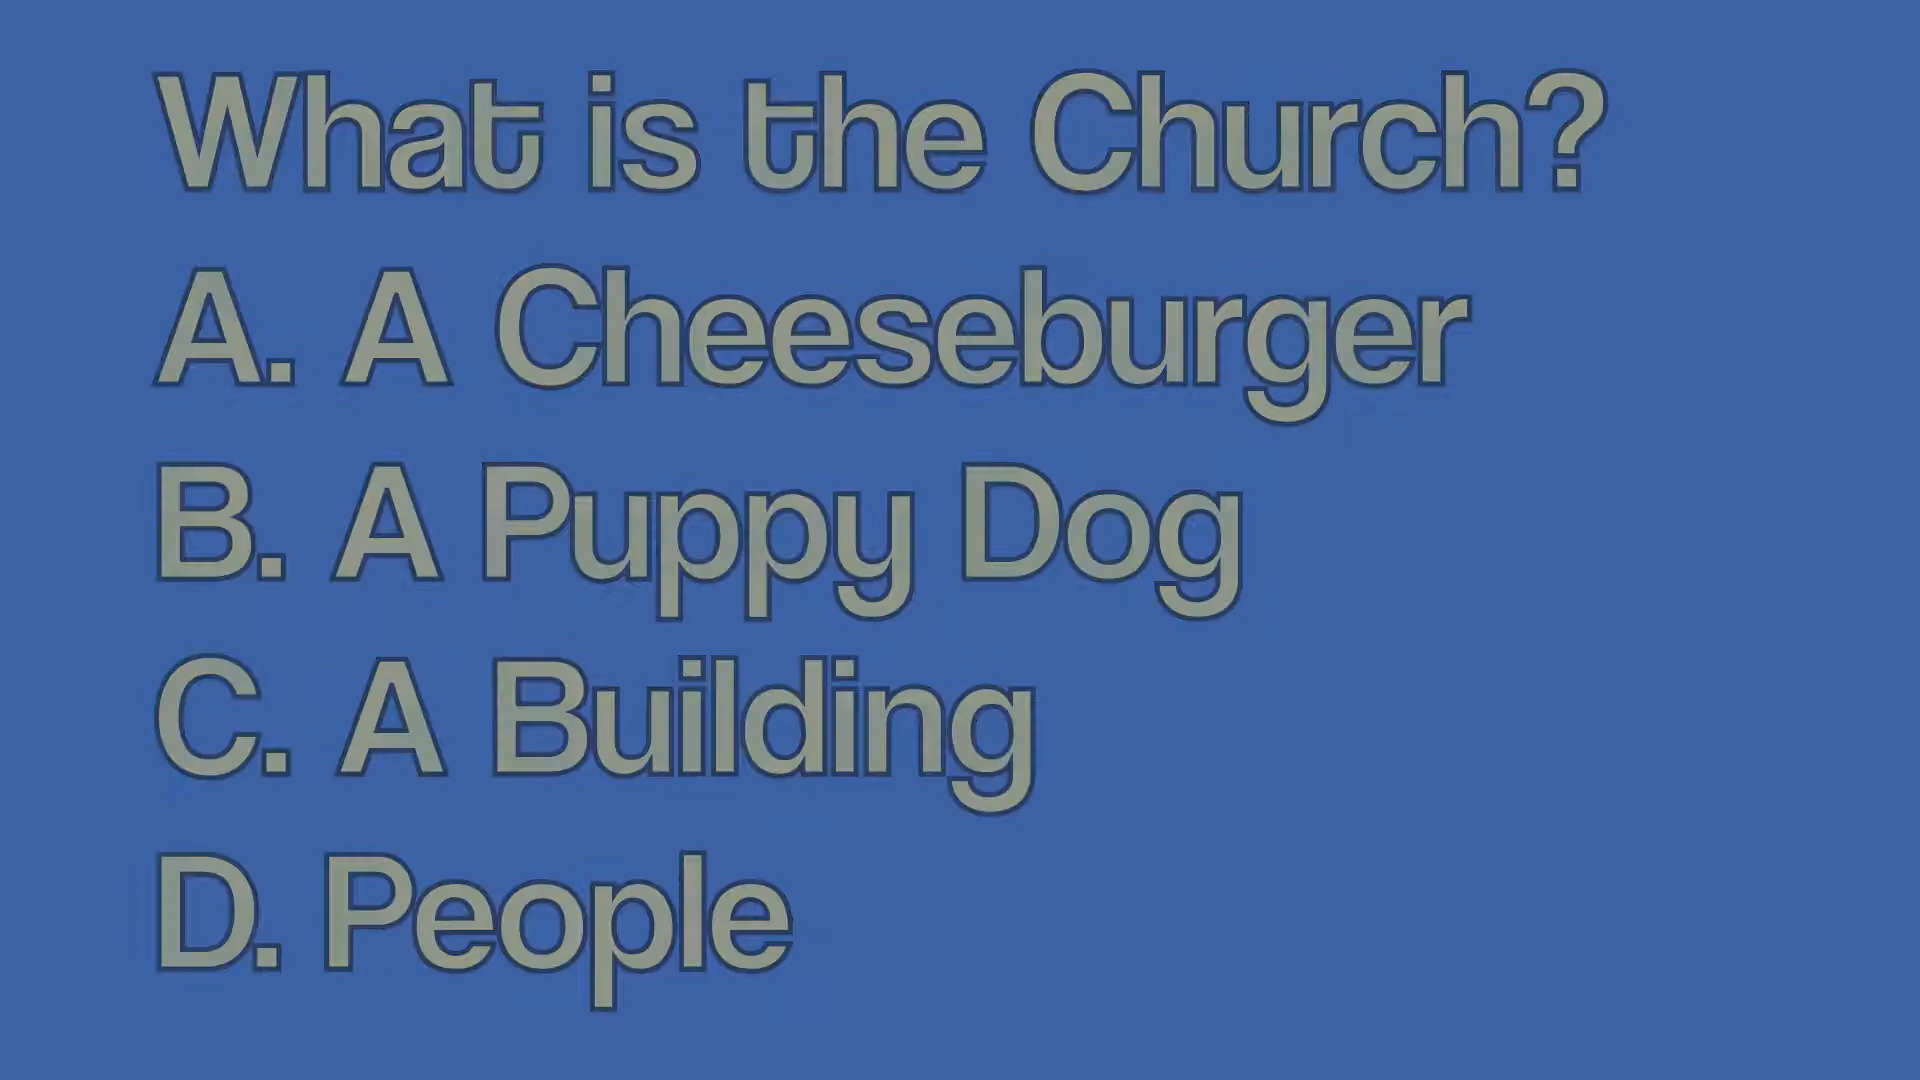 What is the Church?
A. A Cheeseburger
B. A Puppy Dog
C. A Building
D. People